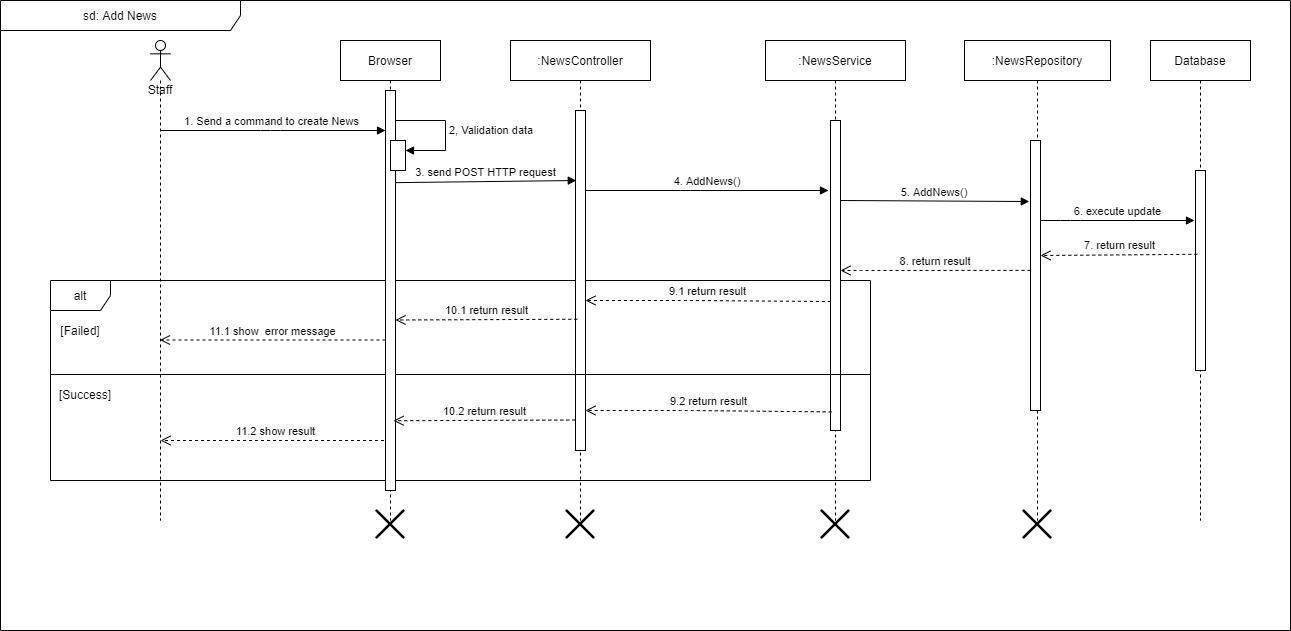 sd: Add News
Staff
Browser
:NewsController
:NewsService
:NewsRepository
Database
1. Send a command to create News
2, Validation data
3. send POST HTTP request
4. AddNews()
5. AddNews()
6. execute update
7. return result
8. return result
alt
9.1 return result
10.1 return result
[Failed]
11.1 show  error message
[Success]
9.2 return result
10.2 return result
11.2 show result